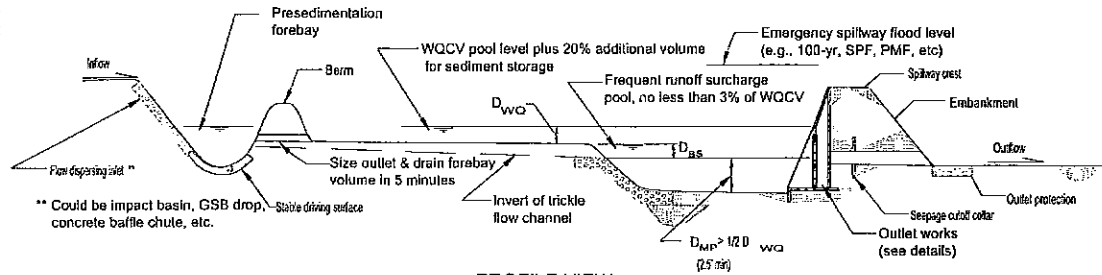 Presedimentation
forebay
Inflow
Berm
WQCV pool level plus 20% additional volume
for sediment storage
Emergency spillway flood level
(e.g., 100-yr, SPF, PMF, etc)
Spillway crest
Frequent runoff surcharge
pool, no less than 3% of WQCV
Embankment
D WQ
D BS
Outflow
Flow dispersing inlet **
Size outlet & drain forebay
volume in 5 minutes
** Could be impact basin, GSB drop,
concrete baffle chute, etc.
Stable driving surface
Invert of trickle
flow channel
Outlet protection
Seepage cutoff collar
Outlet works
(see details)
D MP > 1/2 D WQ
(2.5' min)